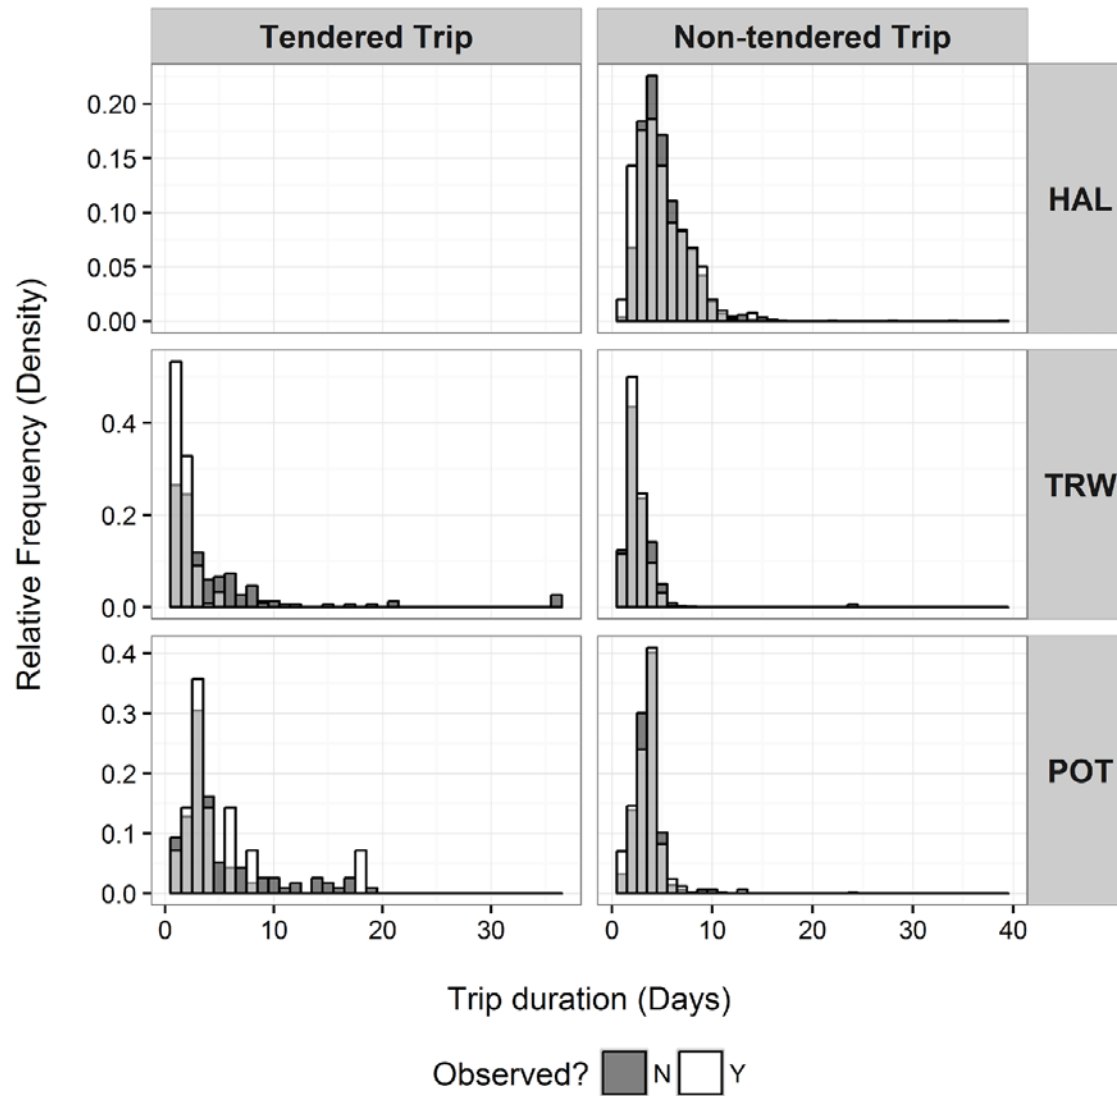 Tendered Trip
Non-tendered Trip
Relative Frequency (Density)
0.20
0.15
0.10
0.05
0.00
HAL
0.4
0.2
0.0
TRW
0.4
0.3
0.2
0.1
0.0
POT
0 10 20 30
0 10 20 30 40
Trip duration (Days)
Observed? N Y